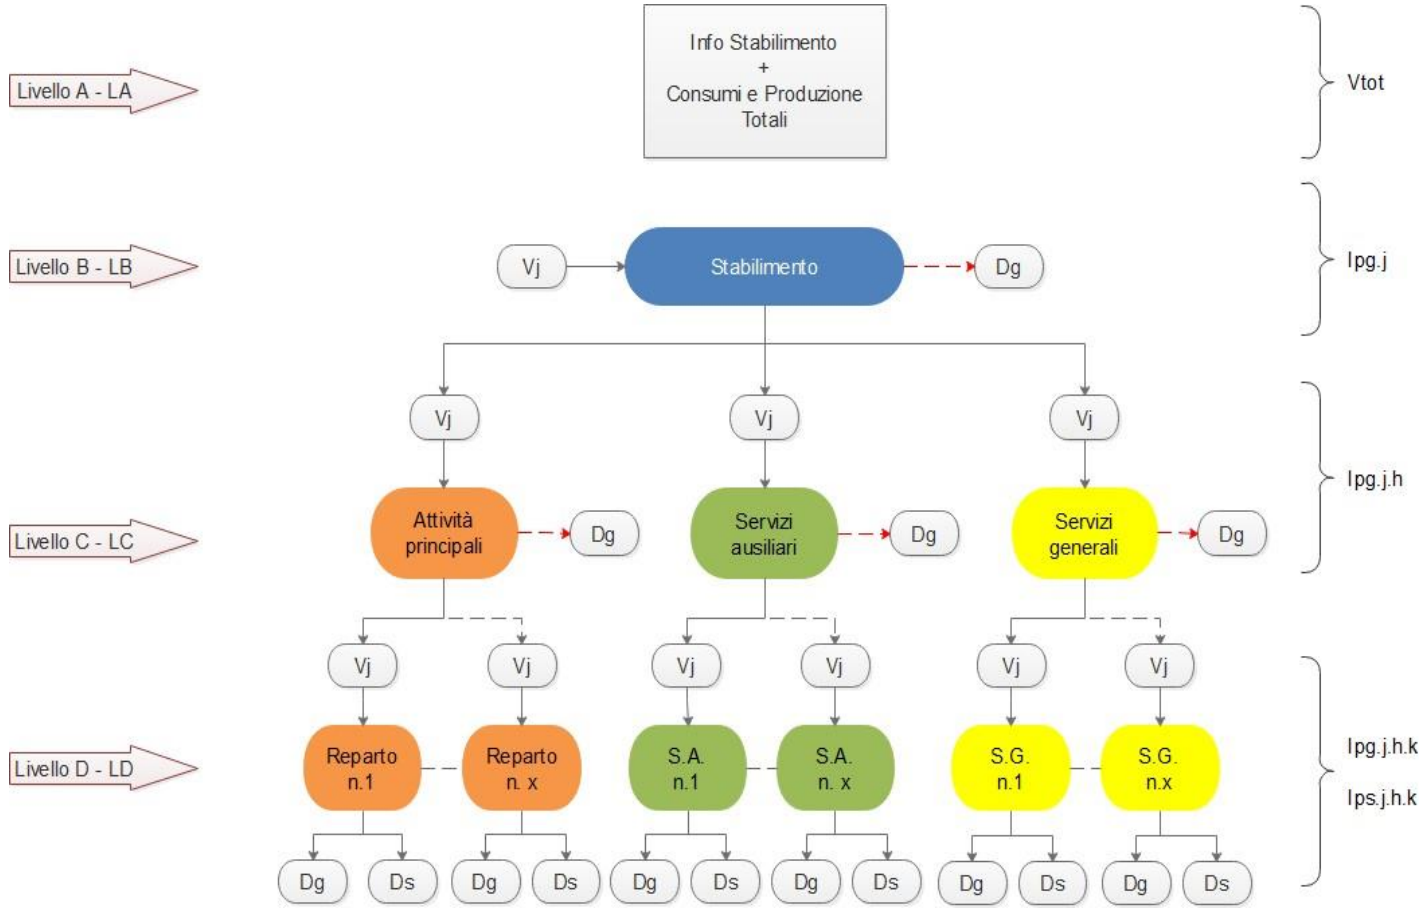 Livello A - LA
Info Stabilimento
+
Consumi e Produzione
Totali
Vtot
Livello B - LB
Vj
Stabilimento
Dg
Ipg.j
Vj
Vj
Vj
Ipg.j.h
Livello C - LC
Attività
principali
Dg
Servizi
ausiliari
Dg
Servizi
generali
Dg
Vj
Vj
Vj
Vj
Vj
Vj
Livello D - LD
Reparto
n.1
Reparto
n. x
S.A.
n.1
S.A.
n. x
S.G.
n.1
S.G.
n.x
Ipg.j.h.k
Ips.j.h.k
Dg
Ds
Dg
Ds
Dg
Ds
Dg
Ds
Dg
Ds
Dg
Ds